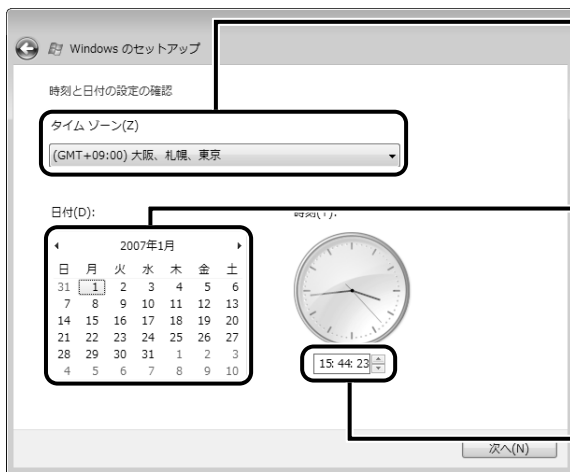 Windows のセットアップ
時刻と日付の設定の確認
タイム ゾーン(Z)
(GMT+09:00) 大阪、札幌、東京
日付(D):
時刻(T):
2007年1月
日 月 火 水 木 金 土
31 1 2 3 4 5 6
7 8 9 10 11 12 13
14 15 16 17 18 19 20
21 22 23 24 25 26 27
28 29 30 31 1 2 3
4 5 6 7 8 9 10
15: 44: 23
次へ(N)